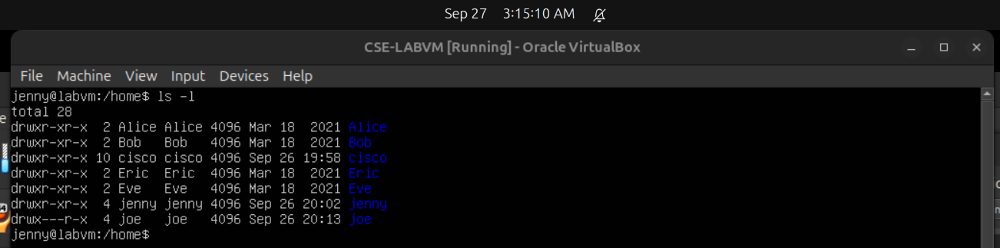 Sep 27 3:15:10 AM
CSE-LABVM [Running] - Oracle VirtualBox
File Machine View Input Devices Help
jenny@labvm:/home$ ls -l
total 28
drwxr-xr-x  2 Alice Alice 4096 Mar 18  2021 Alice
drwxr-xr-x  2 Bob   Bob   4096 Mar 18  2021 Bob
drwxr-xr-x 10 cisco cisco 4096 Sep 26 19:58 cisco
drwxr-xr-x  2 Eric  Eric  4096 Mar 18  2021 Eric
drwxr-xr-x  2 Eve   Eve   4096 Mar 18  2021 Eve
drwxr-xr-x  4 jenny jenny 4096 Sep 26 20:02 jenny
drwx---r-x  4 joe   joe   4096 Sep 26 20:13 joe
jenny@labvm:/home$